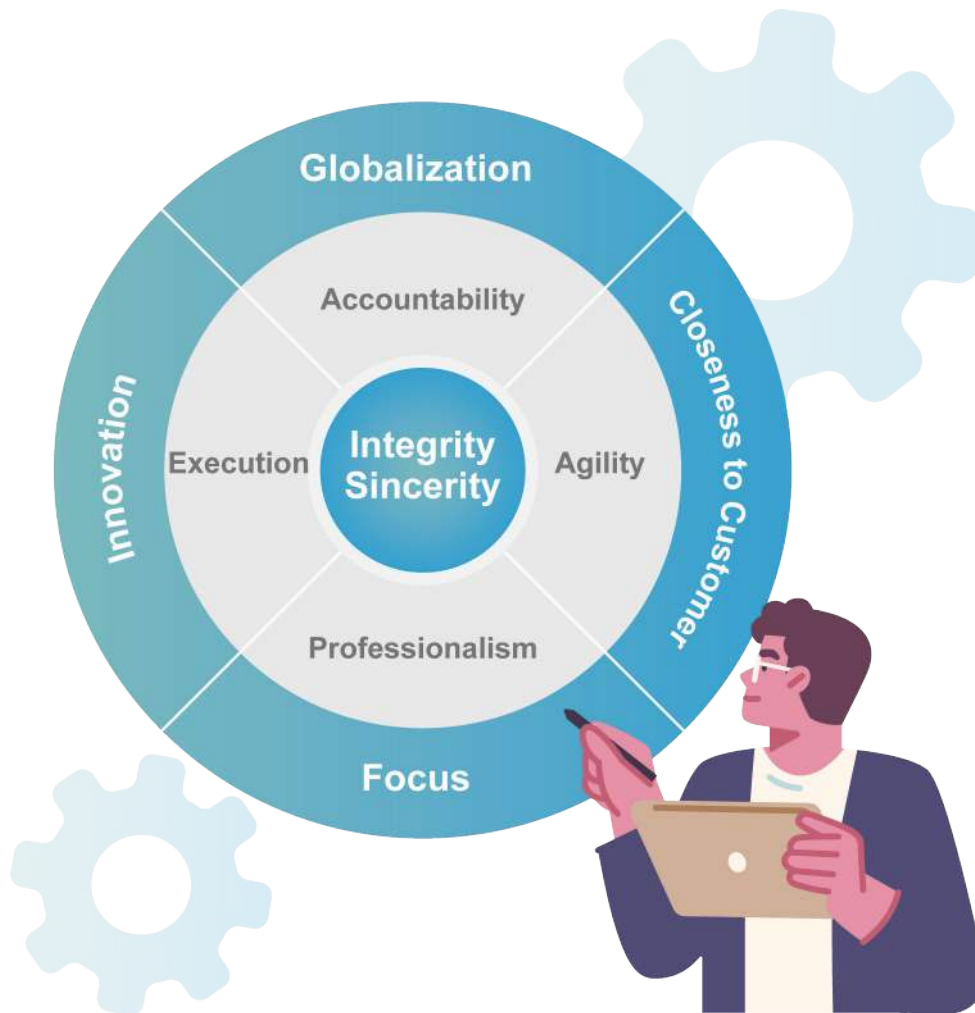 Globalization
Accountability
Closeness to Customer
Innovation
Execution
Integrity
Sincerity
Agility
Professionalism
Focus